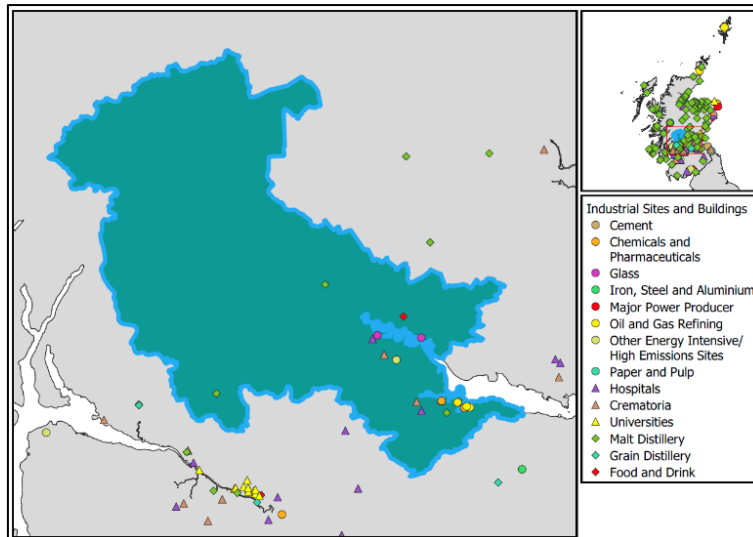 Industrial Sites and Buildings
Cement
Chemicals and
Pharmaceuticals
Glass
Iron, Steel and Aluminium
Major Power Producer
Oil and Gas Refining
Other Energy Intensive/
High Emissions Sites
Paper and Pulp
Hospitals
Crematoria
Universities
Malt Distillery
Grain Distillery
Food and Drink